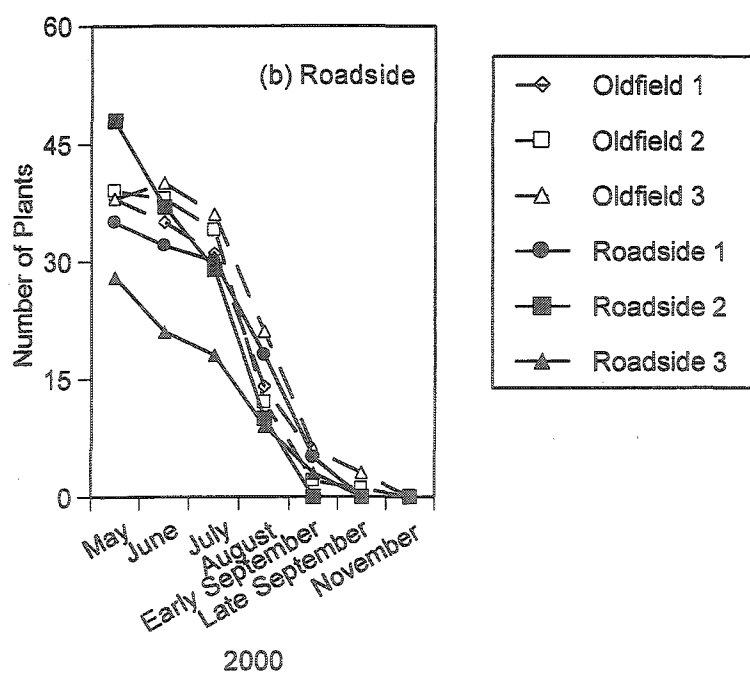 60
(b) Roadside
45
30
15
0
Number of Plants
May
June
July
August
Early September
Late September
November
2000
Oldfield 1
Oldfield 2
Oldfield 3
Roadside 1
Roadside 2
Roadside 3